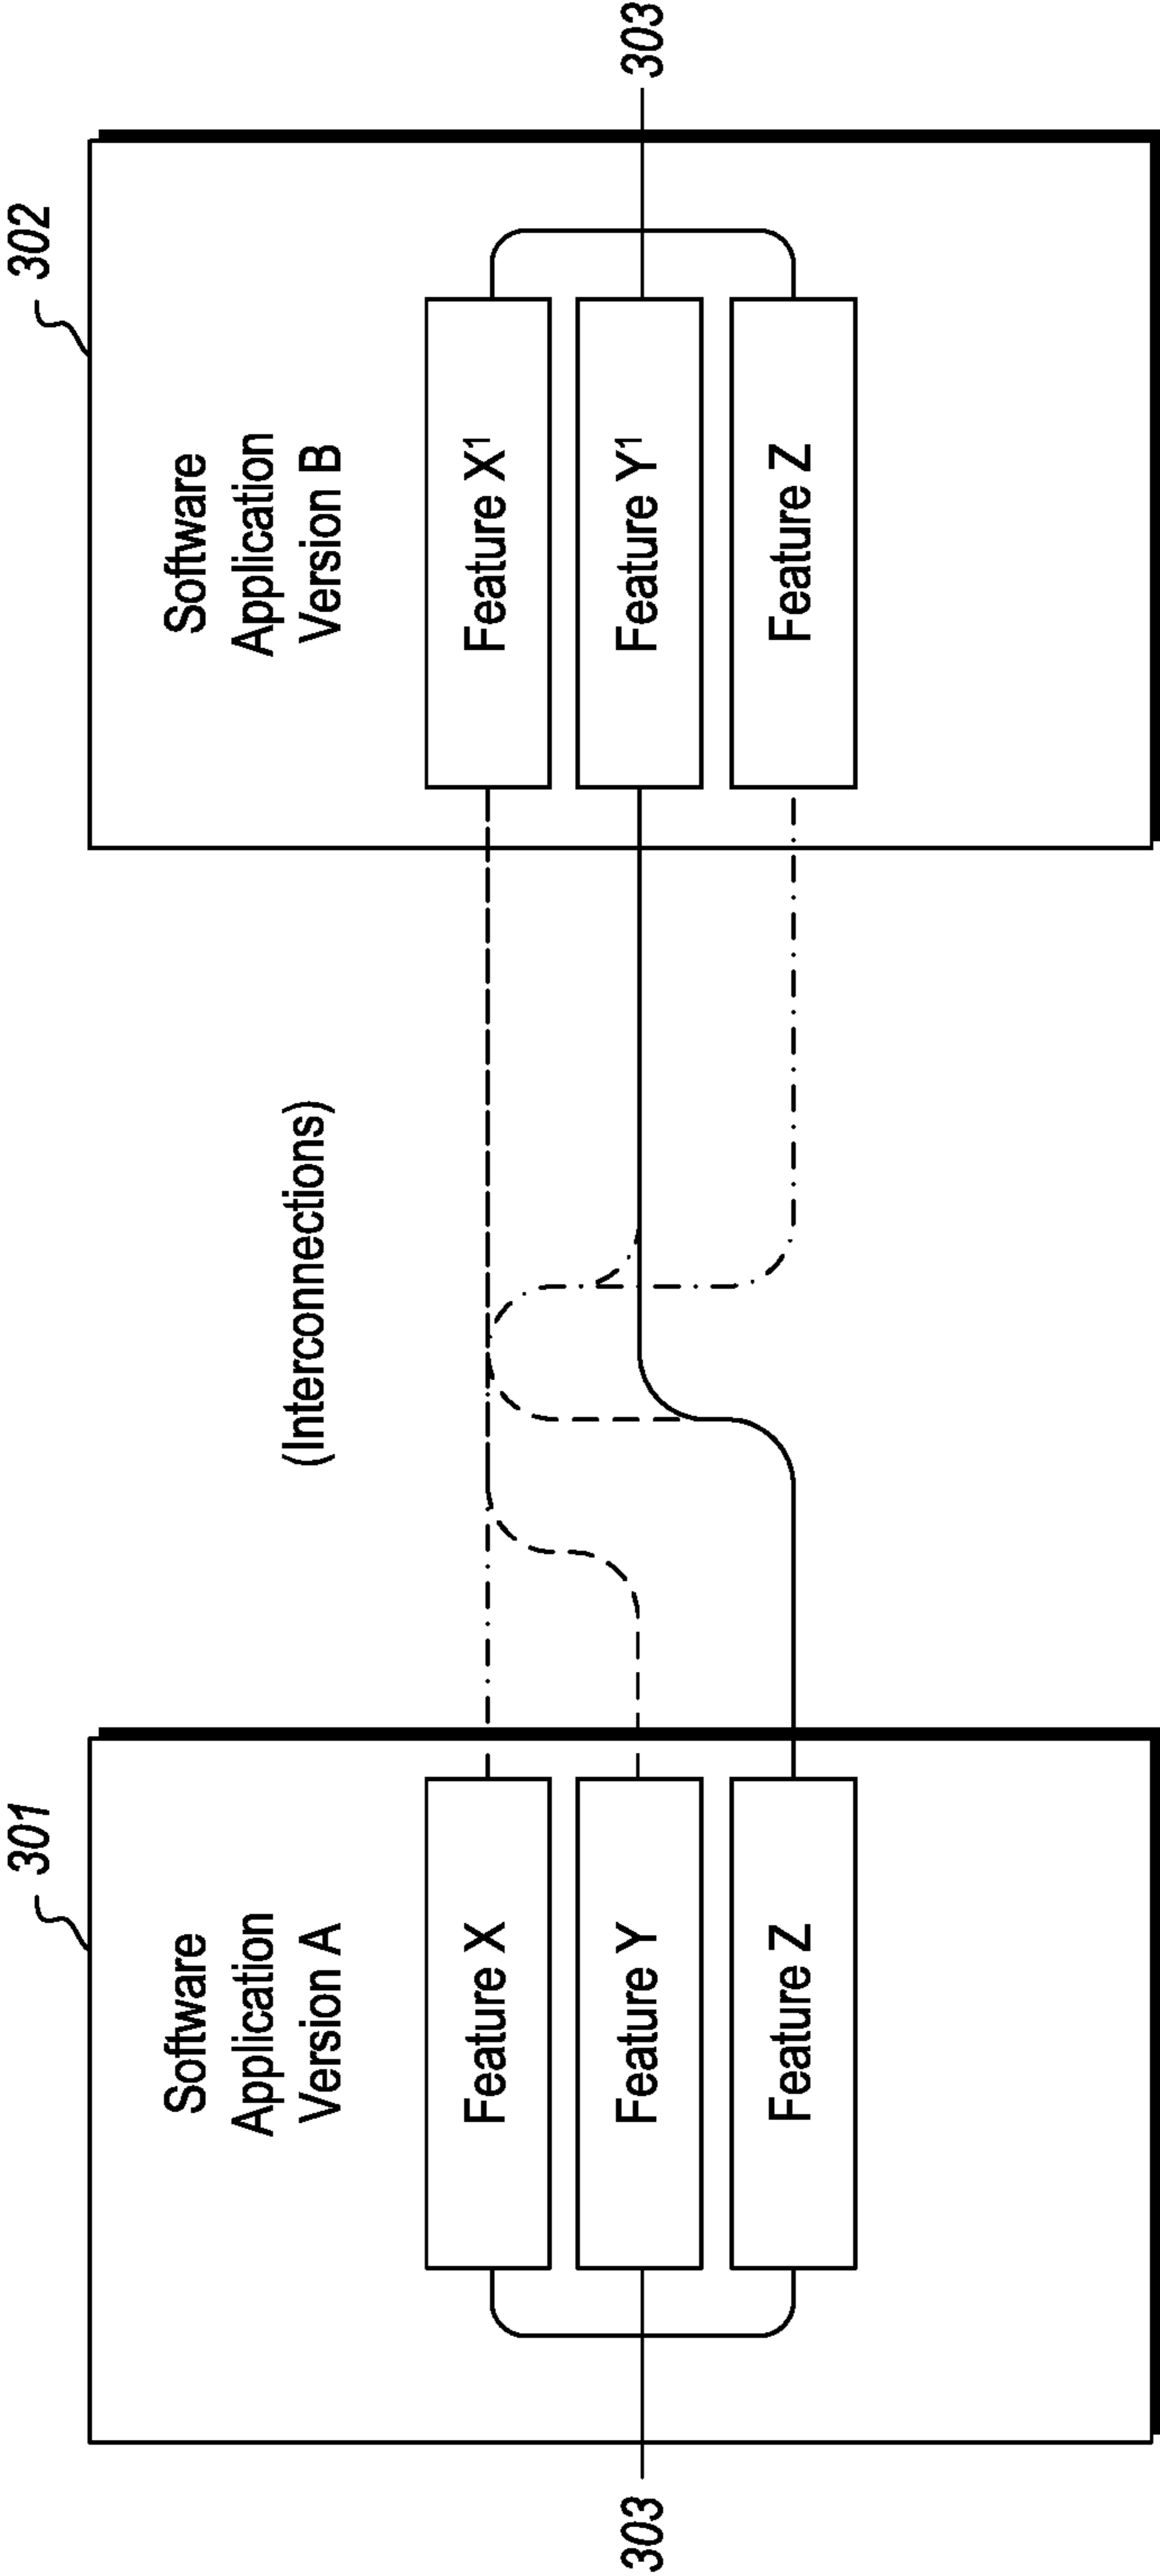 301
302
Software
Application
Version A
Feature X
Feature Y
Feature Z
303
(Interconnections)
Software
Application
Version B
Feature X¹
Feature Y¹
Feature Z
303